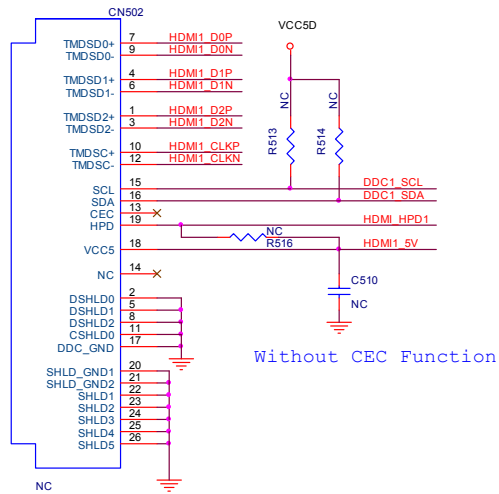 CN502
VCC5D
TMDSD0+ 7 HDMI1_D0P
TMDSD0- 9 HDMI1_D0N
TMDSD1+ 4 HDMI1_D1P
TMDSD1- 6 HDMI1_D1N
NC NC
TMDSD2+ 1 HDMI1_D2P
TMDSD2- 3 HDMI1_D2N
R513 R514
TMDSC+ 10 HDMI1_CLKP
TMDSC- 12 HDMI1_CLKN
SCL 15 DDC1_SCL
SDA 16 DDC1_SDA
CEC 13
HPD 19 HDMI_HPD1
NC
R516
VCC5 18 HDMI1_5V
NC 14
C510
NC
DSHLD0 2
DSHLD1 5
DSHLD2 8
CSHLD0 11
DDC_GND 17
Without CEC Function
SHLD_GND1 20
SHLD_GND2 21
SHLD1 22
SHLD2 23
SHLD3 24
SHLD4 25
SHLD5 26
NC